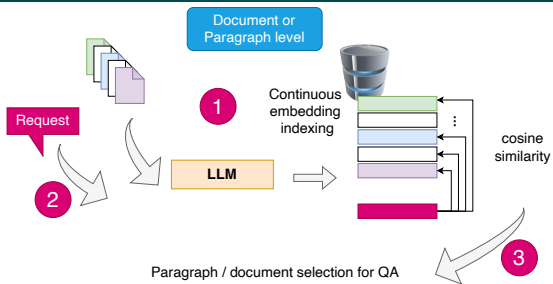 Document or
Paragraph level
1
Continuous
embedding
indexing
Request
⋮
cosine
similarity
LLM
2
3
Paragraph / document selection for QA